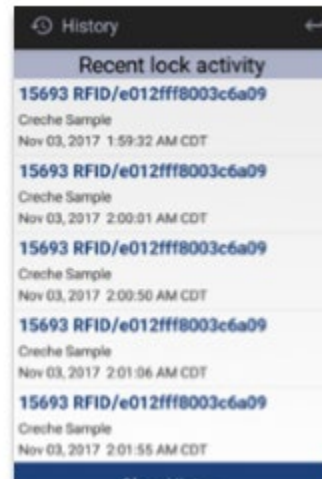 History
Recent lock activity
15693 RFID/e012fff8003c6a09
Creche Sample
Nov 03, 2017 1:59:32 AM CDT
15693 RFID/e012fff8003c6a09
Creche Sample
Nov 03, 2017 2:00:01 AM CDT
15693 RFID/e012fff8003c6a09
Creche Sample
Nov 03, 2017 2:00:50 AM CDT
15693 RFID/e012fff8003c6a09
Creche Sample
Nov 03, 2017 2:01:06 AM CDT
15693 RFID/e012fff8003c6a09
Creche Sample
Nov 03, 2017 2:01:55 AM CDT